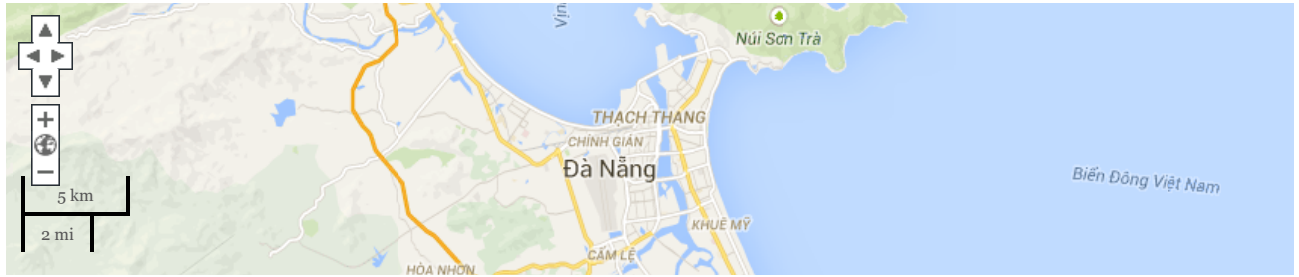 Vịn
Núi Sơn Trà
THẠCH THANG
CHÍNH GIÁN
Đà Nẵng
5 km
Biển Đông Việt Nam
KHUÊ MỸ
2 mi
CẨM LỆ
HÒA NHƠN